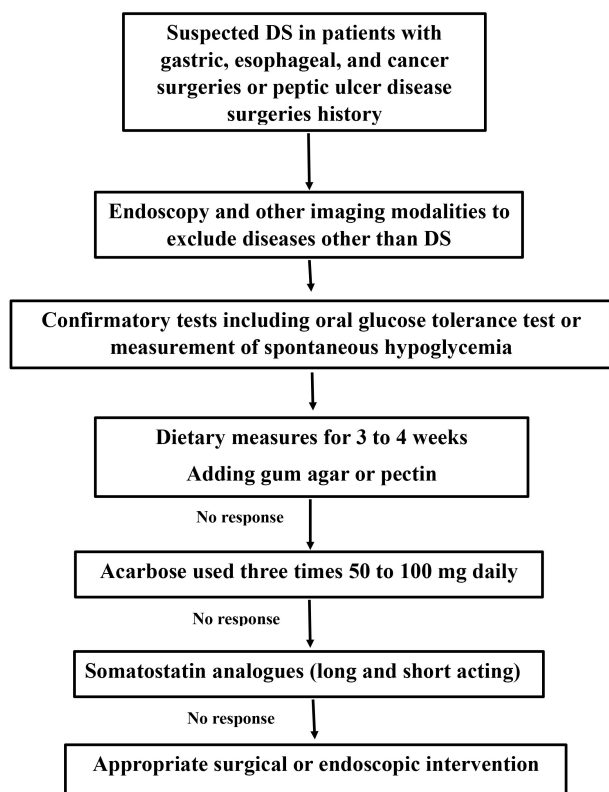 Suspected DS in patients with
gastric, esophageal, and cancer
surgeries or peptic ulcer disease
surgeries history
Endoscopy and other imaging modalities to
exclude diseases other than DS
Confirmatory tests including oral glucose tolerance test or
measurement of spontaneous hypoglycemia
Dietary measures for 3 to 4 weeks
Adding gum agar or pectin
No response
Acarbose used three times 50 to 100 mg daily
No response
Somatostatin analogues (long and short acting)
No response
Appropriate surgical or endoscopic intervention